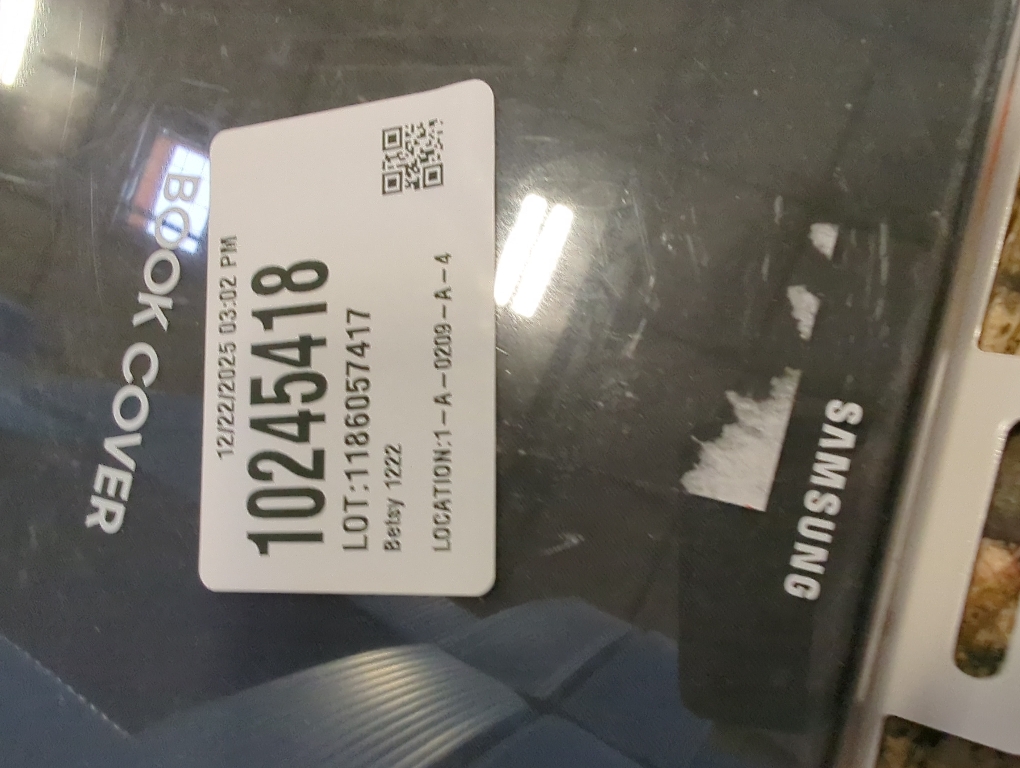 BOOK COVER
12/22/2025 03:02 PM
10245418
LOT:1186057417
Betsy 1222
LOCATION:1-A-0209-A-4
SAMSUNG